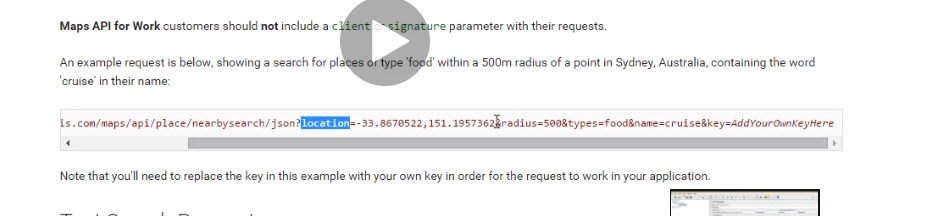 Maps API for Work customers should not include a client or signature parameter with their requests.
An example request is below, showing a search for places of type 'food' within a 500m radius of a point in Sydney, Australia, containing the word
'cruise' in their name:
is.com/maps/api/place/nearbysearch/json?location=-33.8670522,151.1957362&radius=500&types=food&name=cruise&key=AddYourOwnKeyHere
Note that you'll need to replace the key in this example with your own key in order for the request to work in your application.